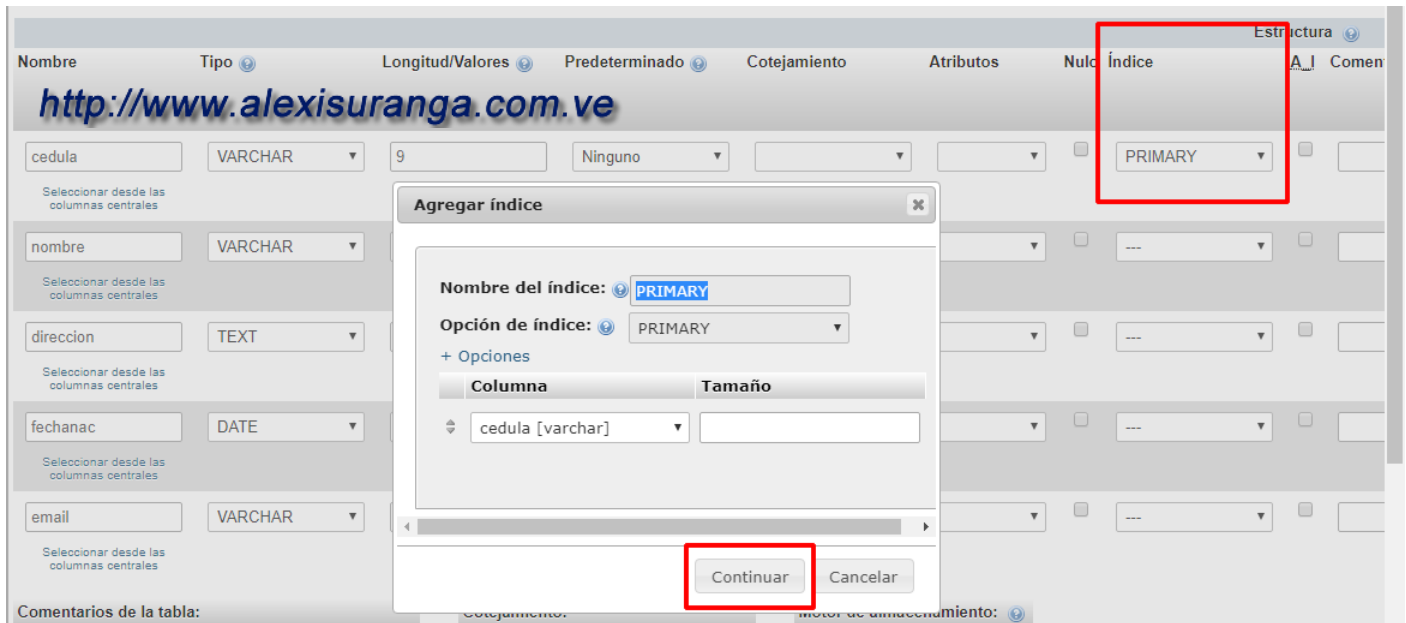 Estructura
Nombre Tipo Longitud/Valores Predeterminado Cotejamiento Atributos Nulo Índice A_I Comen
http://www.alexisuranga.com.ve
cedula VARCHAR 9 Ninguno PRIMARY
Seleccionar desde las
columnas centrales
Agregar índice
nombre VARCHAR ---
Seleccionar desde las
columnas centrales
Nombre del índice: PRIMARY
Opción de índice: PRIMARY
direccion TEXT ---
+ Opciones
Seleccionar desde las
columnas centrales
Columna Tamaño
fechanac DATE cedula [varchar] ---
Seleccionar desde las
columnas centrales
email VARCHAR ---
Seleccionar desde las
columnas centrales
Continuar Cancelar
Comentarios de la tabla: Cotejamiento: Motor de almacenamiento: